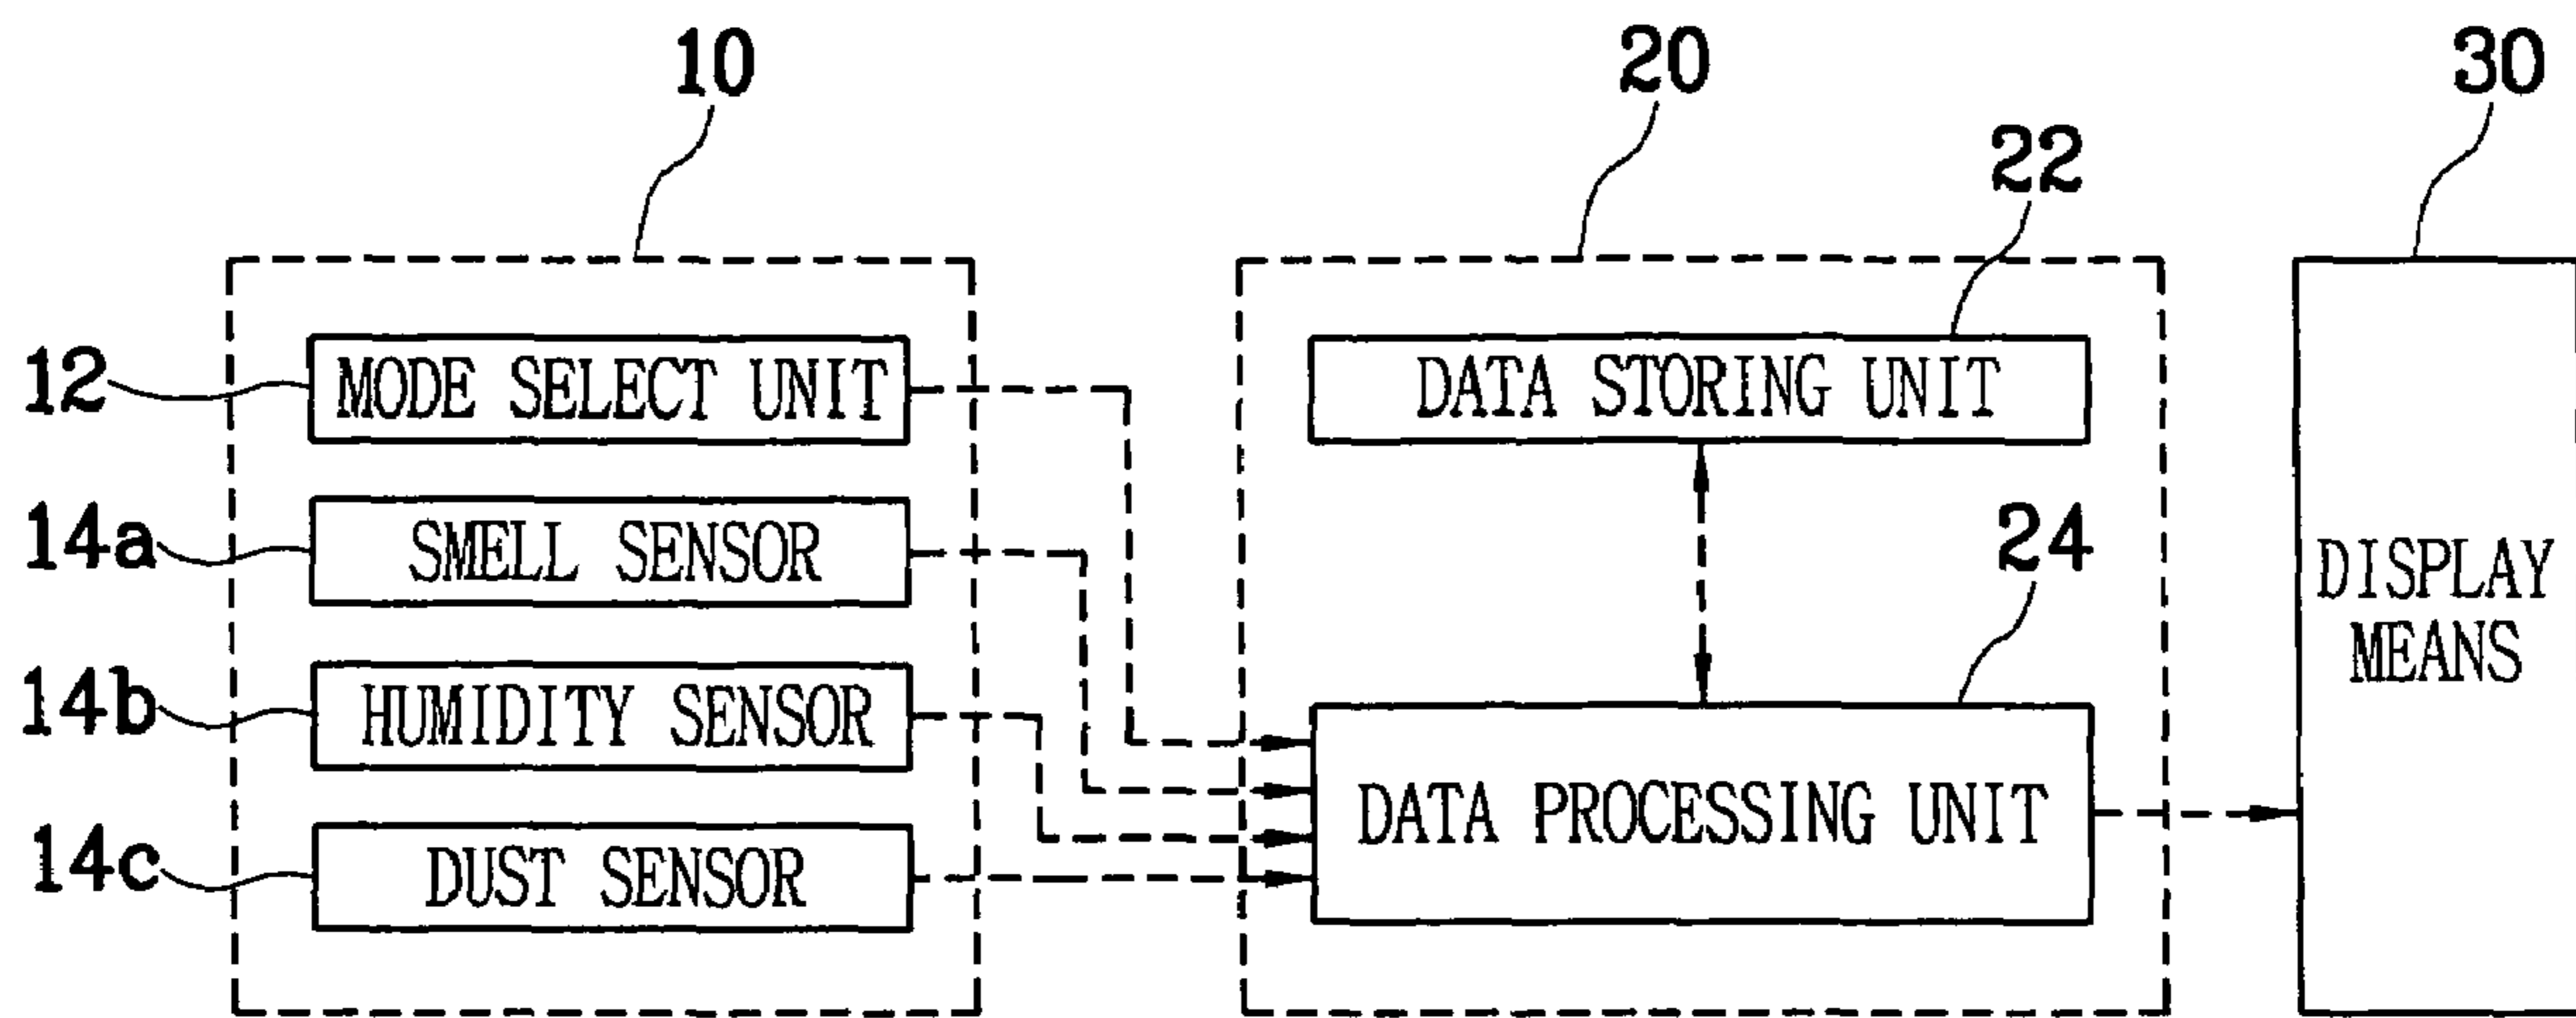 10
20
30
22
12
MODE SELECT UNIT
DATA STORING UNIT
14a
SMELL SENSOR
24
DISPLAY
MEANS
14b
HUMIDITY SENSOR
DATA PROCESSING UNIT
14c
DUST SENSOR